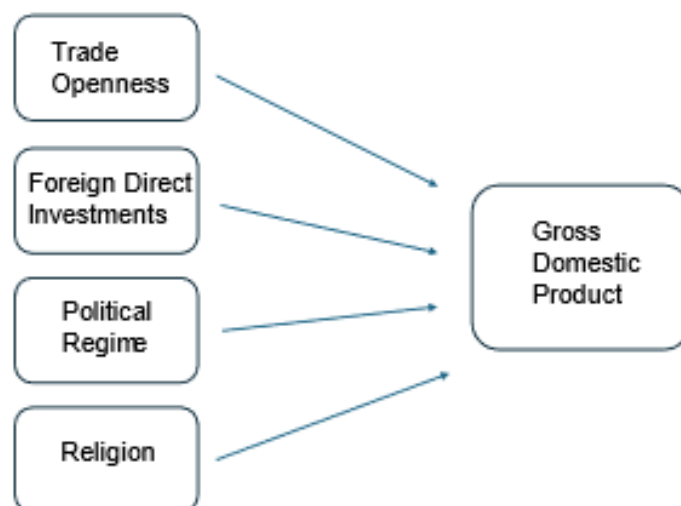 Trade
Openness
Foreign Direct
Investments
Political
Regime
Religion
Gross
Domestic
Product